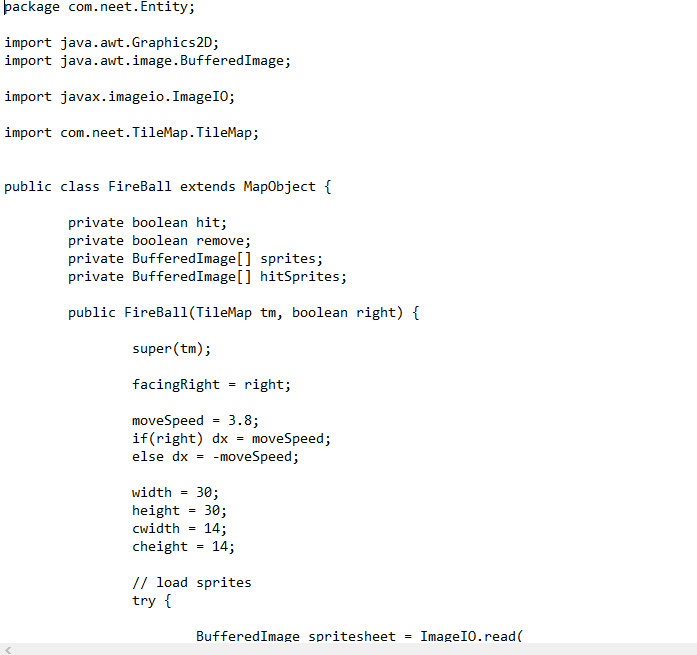 package com.neet.Entity;
import java.awt.Graphics2D;
import java.awt.image.BufferedImage;
import javax.imageio.ImageIO;
import com.neet.TileMap.TileMap;
public class FireBall extends MapObject {
private boolean hit;
private boolean remove;
private BufferedImage[] sprites;
private BufferedImage[] hitSprites;
public FireBall(TileMap tm, boolean right) {
super(tm);
facingRight = right;
moveSpeed = 3.8;
if(right) dx = moveSpeed;
else dx = -moveSpeed;
width = 30;
height = 30;
cwidth = 14;
cheight = 14;
// load sprites
try {
BufferedImage spritesheet = ImageIO.read(